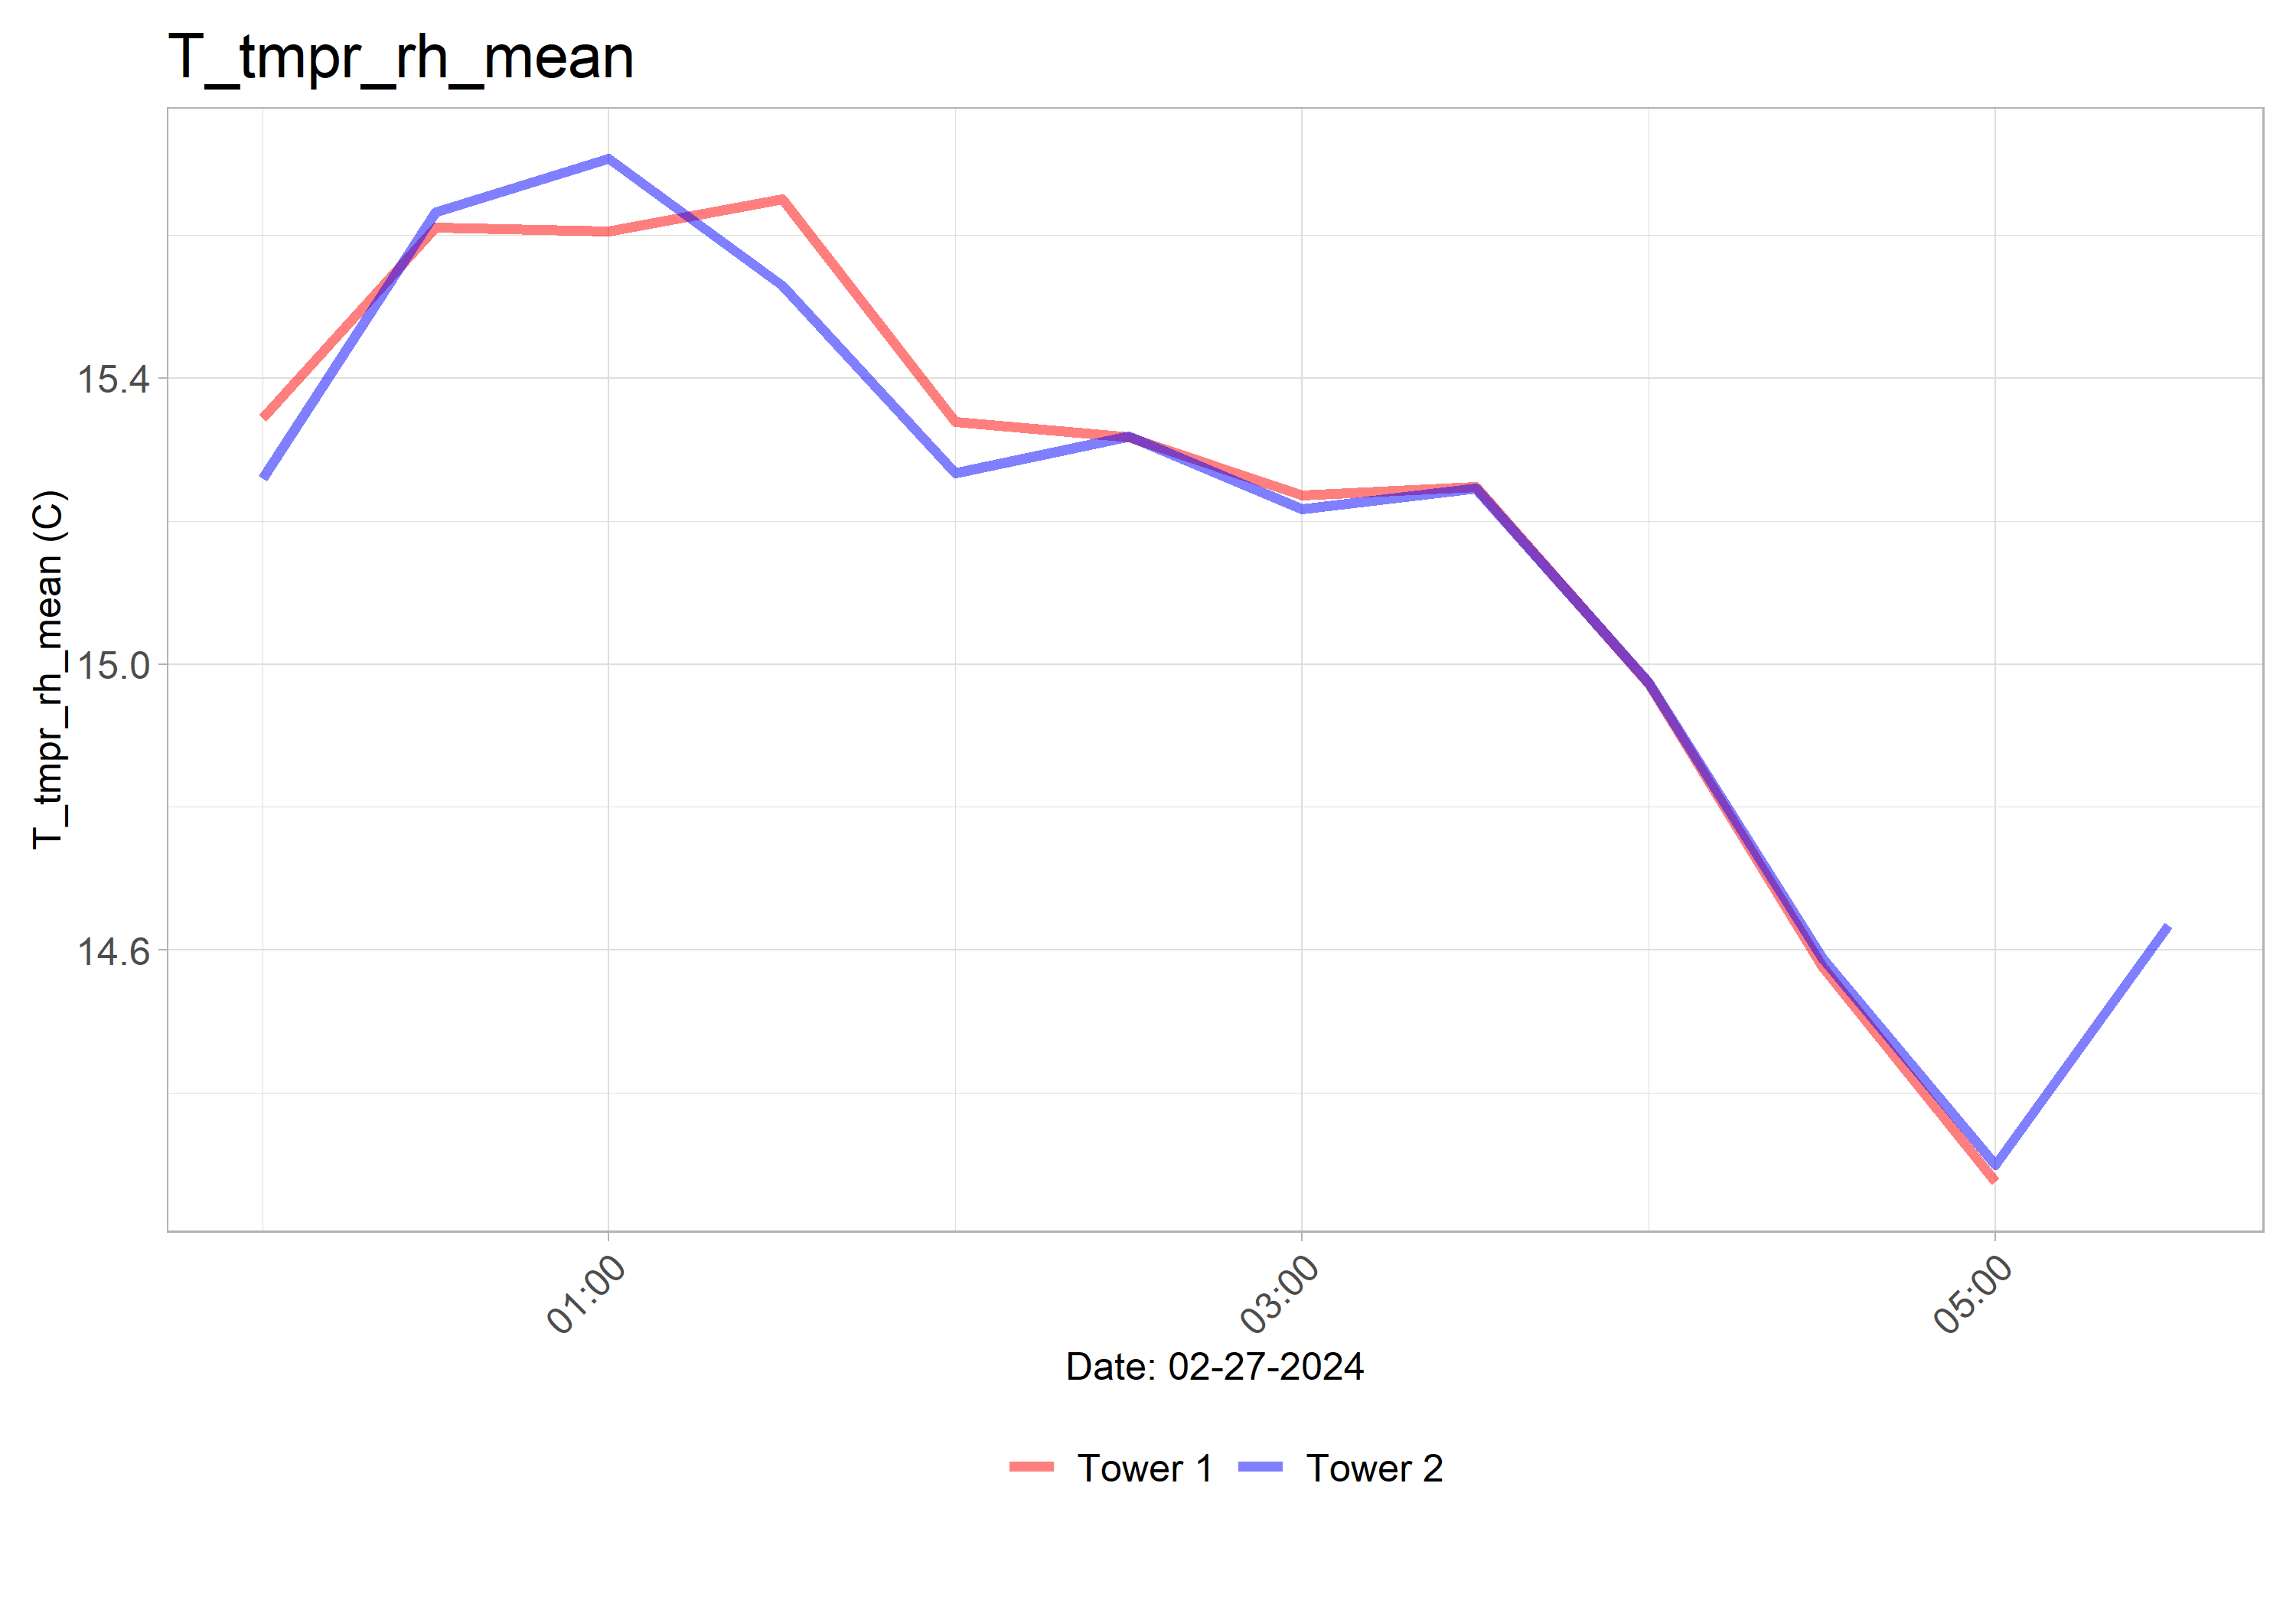 T_tmpr_rh_mean
T_tmpr_rh_mean (C)
15.4
15.0
14.6
01:00
03:00
05:00
Date: 02-27-2024
Tower 1
Tower 2